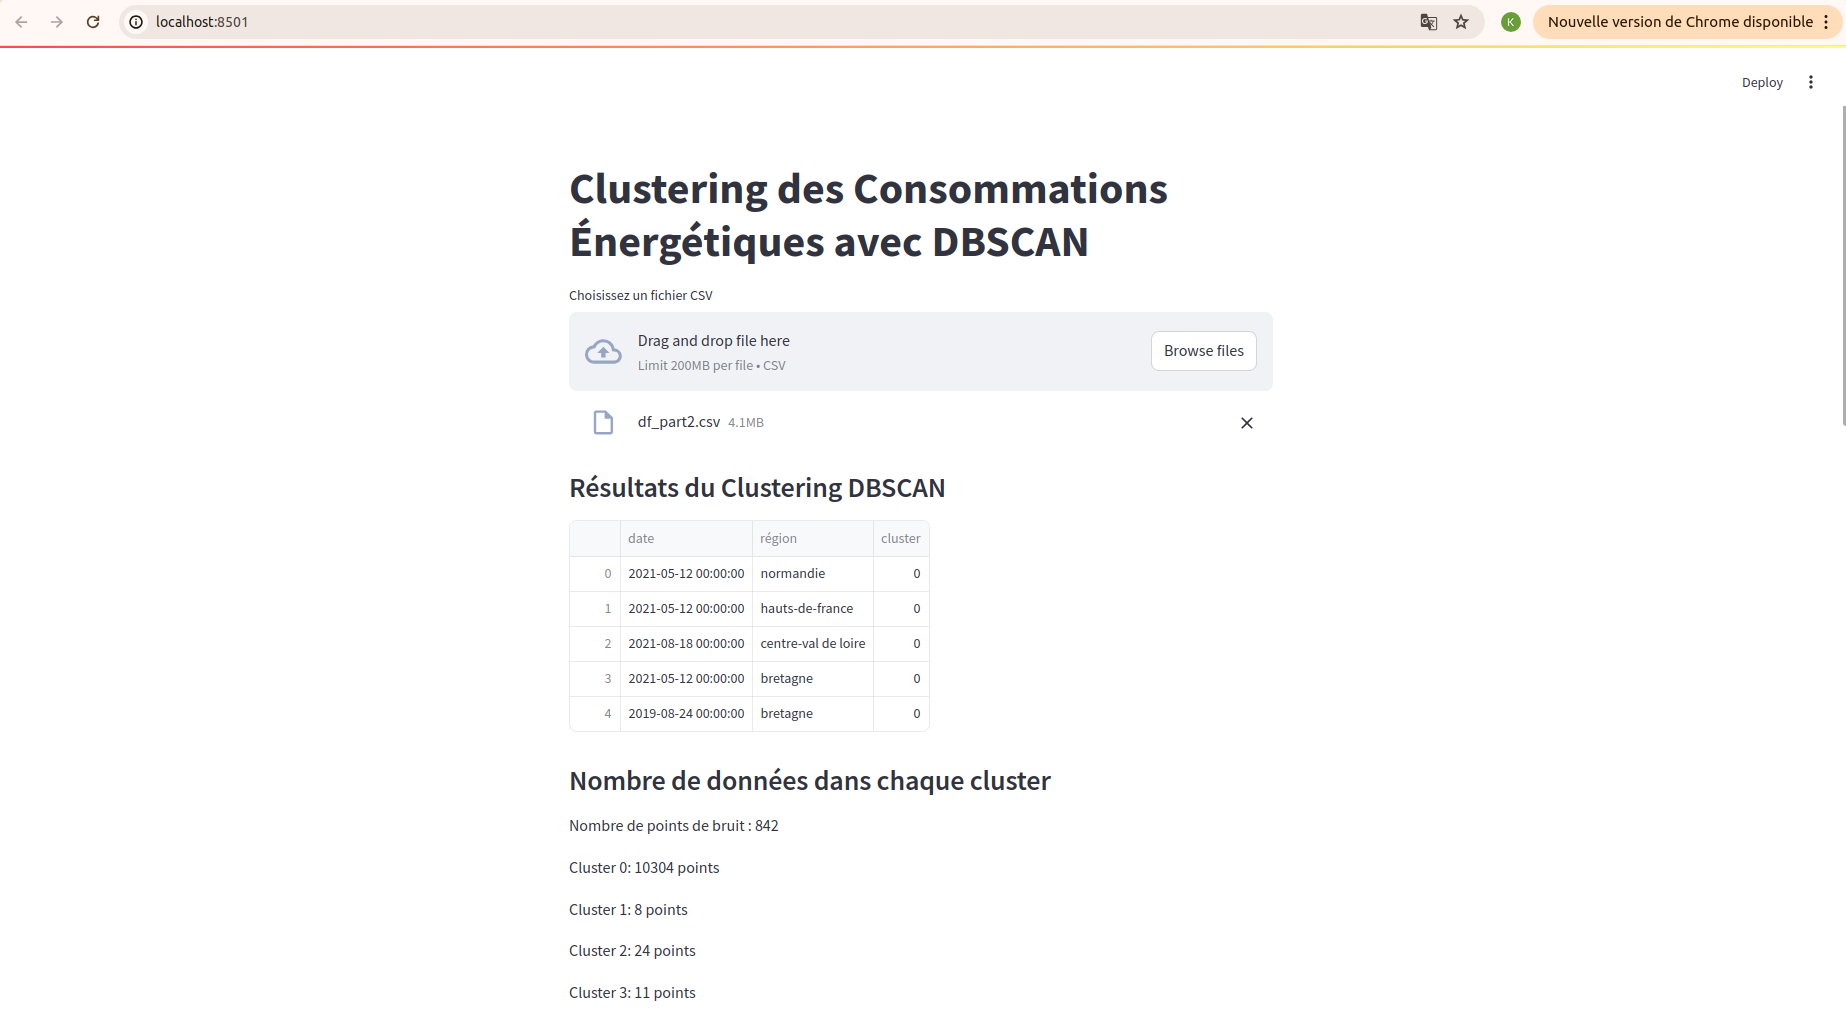 localhost:8501
K
Nouvelle version de Chrome disponible
Deploy
Clustering des Consommations
Énergétiques avec DBSCAN
Choisissez un fichier CSV
Drag and drop file here
Limit 200MB per file • CSV
Browse files
df_part2.csv 4.1MB
Résultats du Clustering DBSCAN
date région cluster
0 2021-05-12 00:00:00 normandie 0
1 2021-05-12 00:00:00 hauts-de-france 0
2 2021-08-18 00:00:00 centre-val de loire 0
3 2021-05-12 00:00:00 bretagne 0
4 2019-08-24 00:00:00 bretagne 0
Nombre de données dans chaque cluster
Nombre de points de bruit : 842
Cluster 0: 10304 points
Cluster 1: 8 points
Cluster 2: 24 points
Cluster 3: 11 points